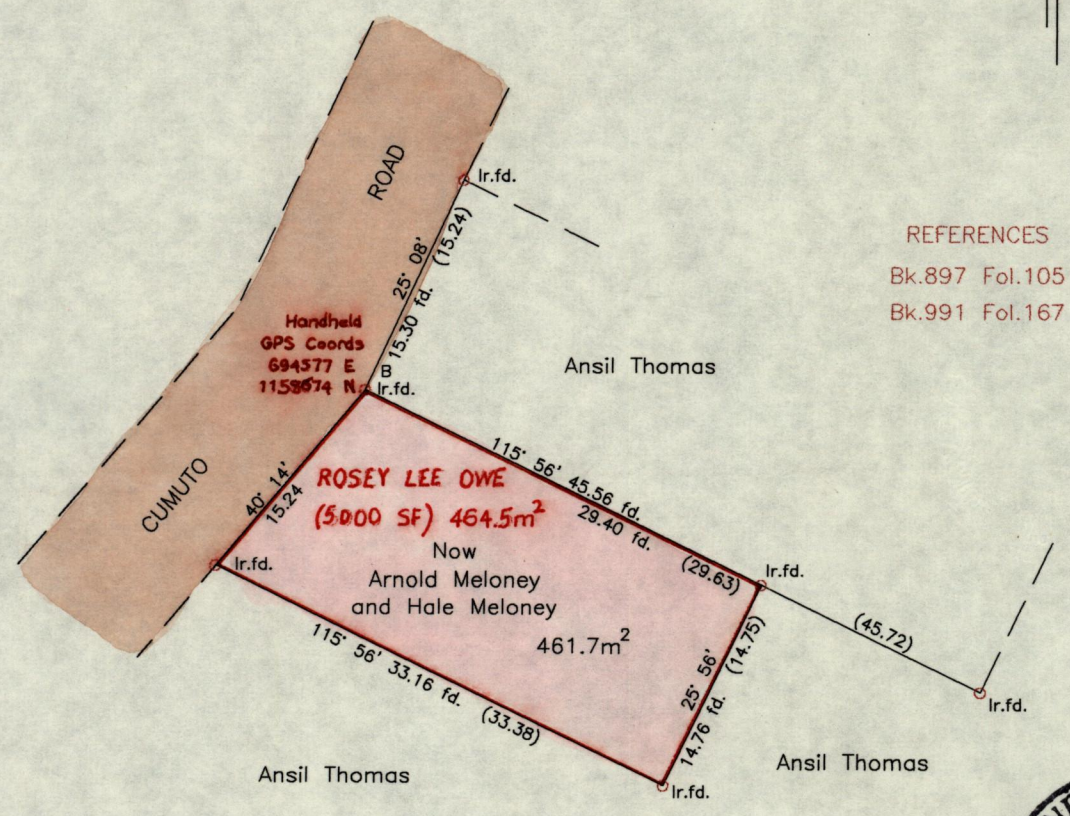 ROAD
Ir.fd.
25° 08'
(15.24)
15.30 fd.
REFERENCES
Bk.897 Fol.105
Bk.991 Fol.167
Handheld
GPS Coords
694577 E
1158674 N
B
Ir.fd.
Ansil Thomas
CUMUTO
40° 14'
15.24
115° 56' 45.56 fd.
29.40 fd.
(29.63)
Ir.fd.
ROSEY LEE OWE
(5000 SF) 464.5m²
Now
Arnold Meloney
and Hale Meloney
461.7m²
Ir.fd.
115° 56' 33.16 fd.
(33.38)
25° 56'
(14.75)
14.76 fd.
(45.72)
Ir.fd.
Ansil Thomas
Ansil Thomas
Ir.fd.